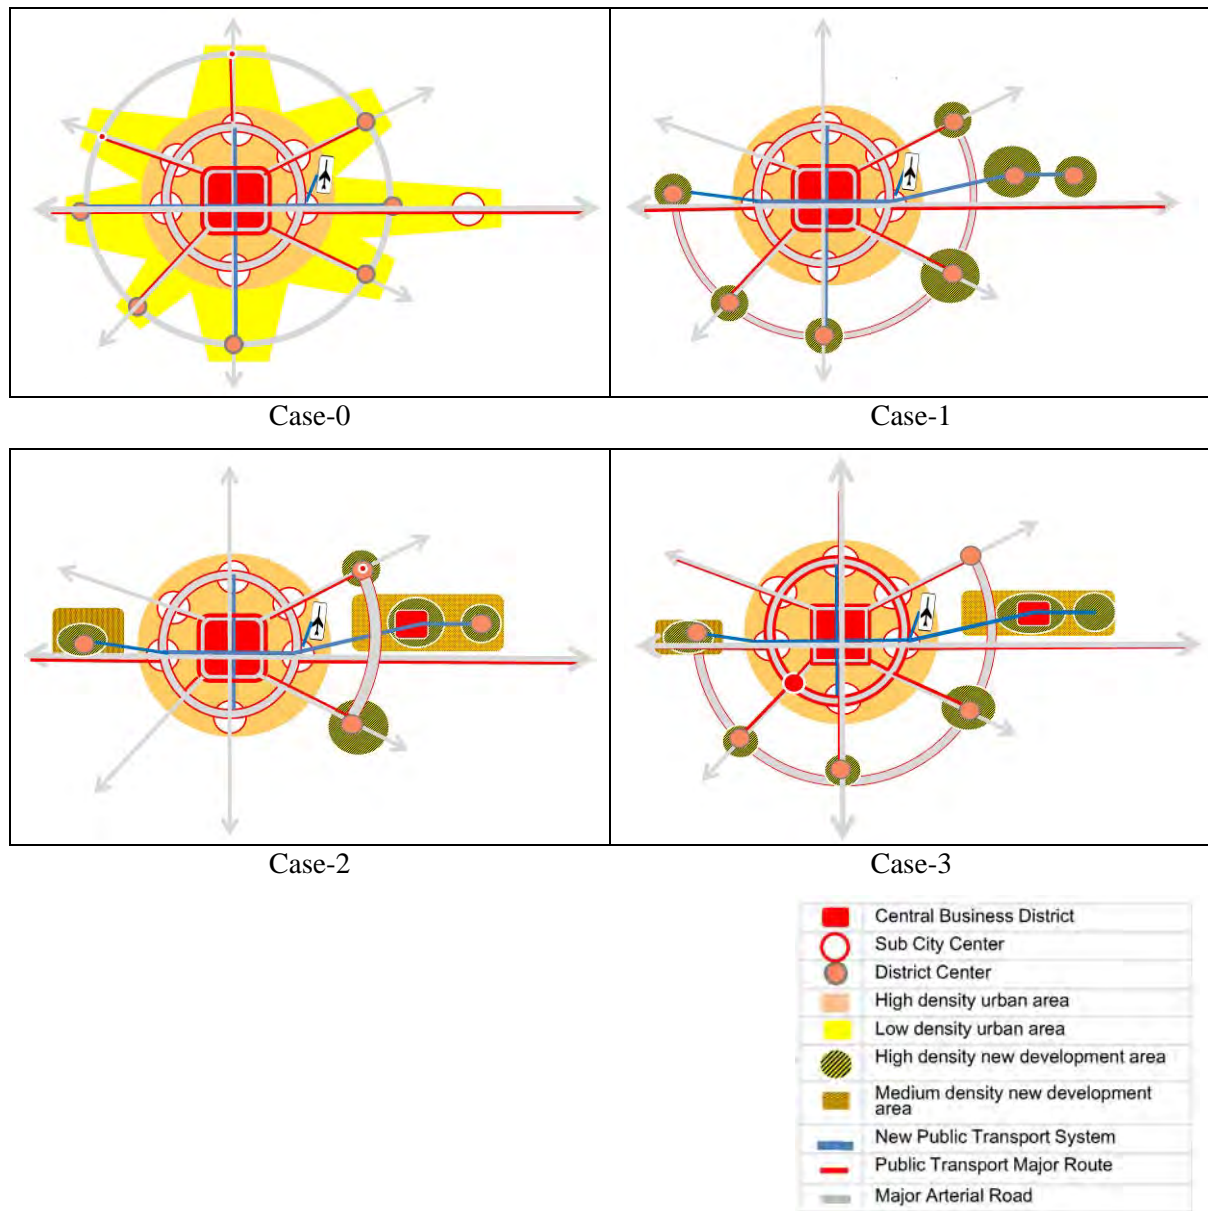 Case-0
Case-1
Case-2
Case-3
Central Business District
Sub City Center
District Center
High density urban area
Low density urban area
High density new development area
Medium density new development
area
New Public Transport System
Public Transport Major Route
Major Arterial Road